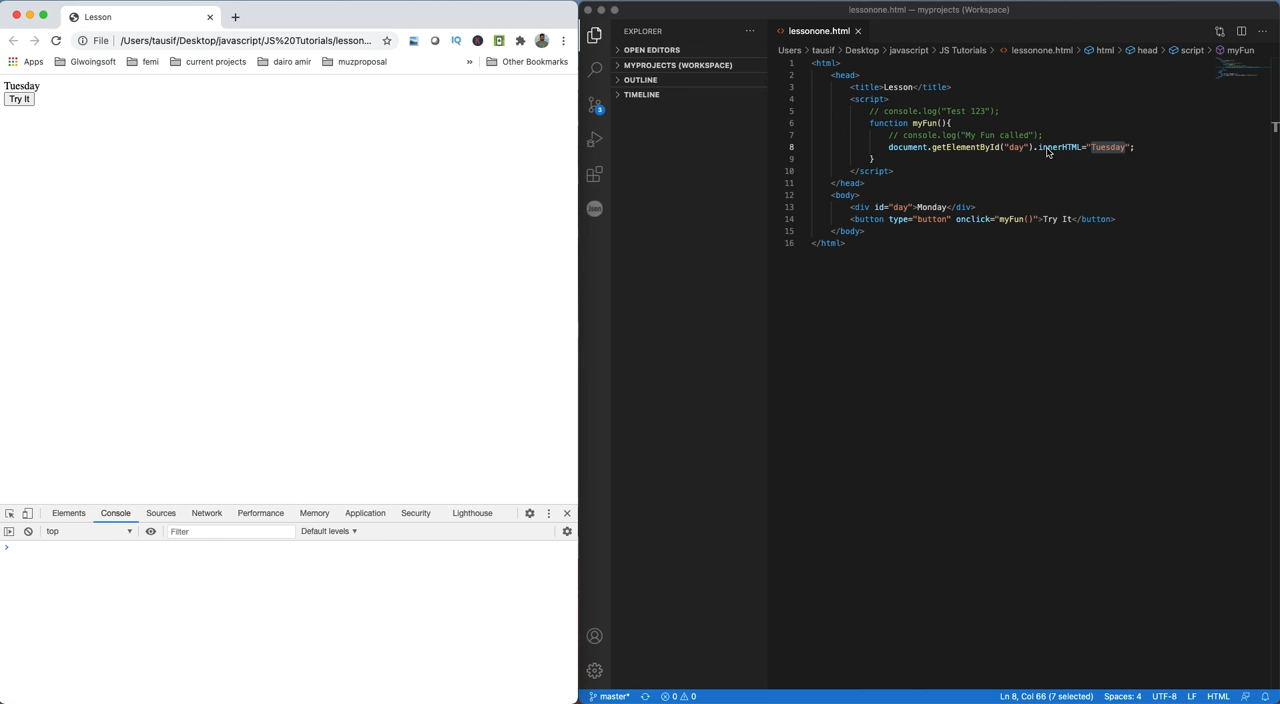 Lesson
File
/Users/tausif/Desktop/javascript/JS%20Tutorials/lesson...
Apps
Glwoingsoft
femi
current projects
dairo amir
muzproposal
»
Other Bookmarks
Tuesday
Try It
Elements
Console
Sources
Network
Performance
Memory
Application
Security
Lighthouse
top
Filter
Default levels
>
lessonone.html — myprojects (Workspace)
EXPLORER
OPEN EDITORS
MYPROJECTS (WORKSPACE)
OUTLINE
TIMELINE
3
json
lessonone.html
Users > tausif > Desktop > javascript > JS Tutorials > lessonone.html > html > head > script > myFun
1 <html>
2 <head>
3 <title>Lesson</title>
4 <script>
5 // console.log("Test 123");
6 function myFun(){
7 // console.log("My Fun called");
8 document.getElementById("day").innerHTML="Tuesday";
9 }
10 </script>
11 </head>
12 <body>
13 <div id="day">Monday</div>
14 <button type="button" onclick="myFun()">Try It</button>
15 </body>
16 </html>
master*
0
0
Ln 8, Col 66 (7 selected)
Spaces: 4
UTF-8
LF
HTML